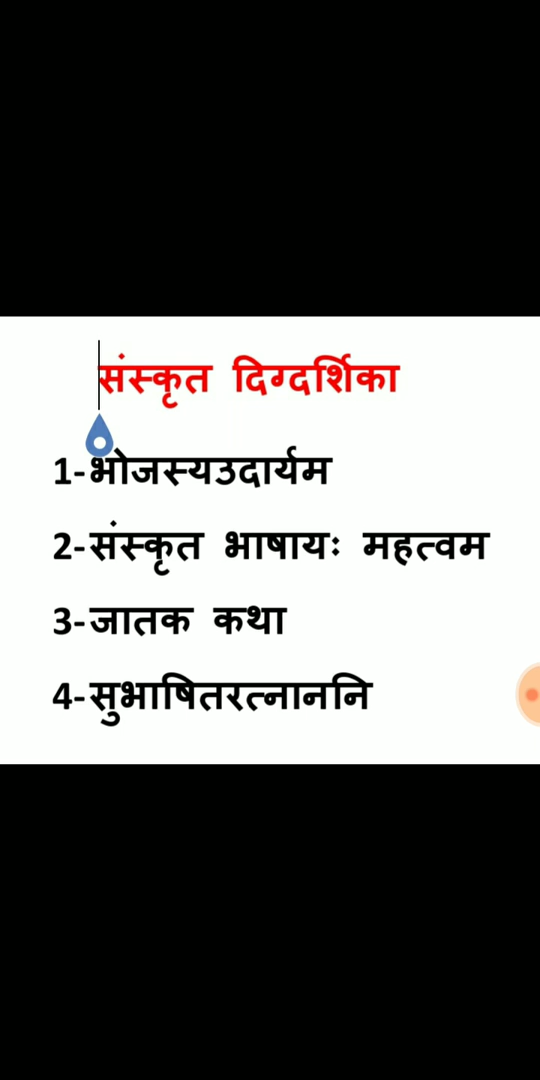 संस्कृत दिग्दर्शिका
1-भोजस्यउदार्यम
2-संस्कृत भाषायः महत्वम
3-जातक कथा
4-सुभाषितरत्नाननि